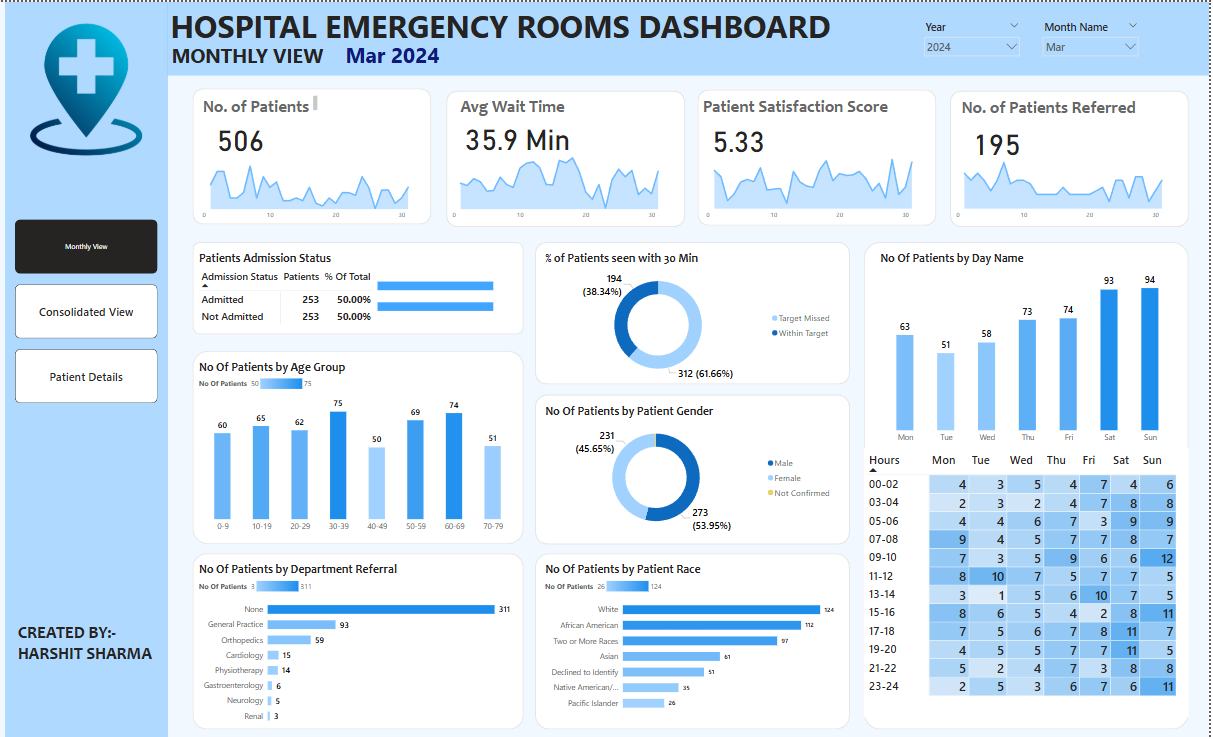 HOSPITAL EMERGENCY ROOMS DASHBOARD
MONTHLY VIEW Mar 2024
Year
2024
Month Name
Mar
Monthly View
Consolidated View
Patient Details
CREATED BY:-
HARSHIT SHARMA
No. of Patients
506
0 10 20 30
Avg Wait Time
35.9 Min
0 10 20 30
Patient Satisfaction Score
5.33
0 10 20 30
No. of Patients Referred
195
0 10 20 30
Patients Admission Status
Admission Status Patients % Of Total
Admitted 253 50.00%
Not Admitted 253 50.00%
No Of Patients by Age Group
No Of Patients 50 75
60 65 62 75 50 69 74 51
0-9 10-19 20-29 30-39 40-49 50-59 60-69 70-79
No Of Patients by Department Referral
No Of Patients 3 311
None 311
General Practice 93
Orthopedics 59
Cardiology 15
Physiotherapy 14
Gastroenterology 6
Neurology 5
Renal 3
% of Patients seen with 30 Min
194
(38.34%)
312 (61.66%)
Target Missed
Within Target
No Of Patients by Patient Gender
231
(45.65%)
273
(53.95%)
Male
Female
Not Confirmed
No Of Patients by Patient Race
No Of Patients 26 124
White 124
African American 112
Two or More Races 97
Asian 61
Declined to Identify 51
Native American/... 35
Pacific Islander 26
No Of Patients by Day Name
63 51 58 73 74 93 94
Mon Tue Wed Thu Fri Sat Sun
Hours Mon Tue Wed Thu Fri Sat Sun
00-02 4 3 5 4 7 4 6
03-04 2 3 2 4 7 8 8
05-06 4 4 6 7 3 9 9
07-08 9 4 5 7 7 8 7
09-10 7 3 5 9 6 6 12
11-12 8 10 7 5 7 7 5
13-14 3 1 5 6 10 7 5
15-16 8 6 5 4 2 8 11
17-18 7 5 6 7 8 11 7
19-20 4 5 5 7 7 11 5
21-22 5 2 4 7 3 8 8
23-24 2 5 3 6 7 6 11